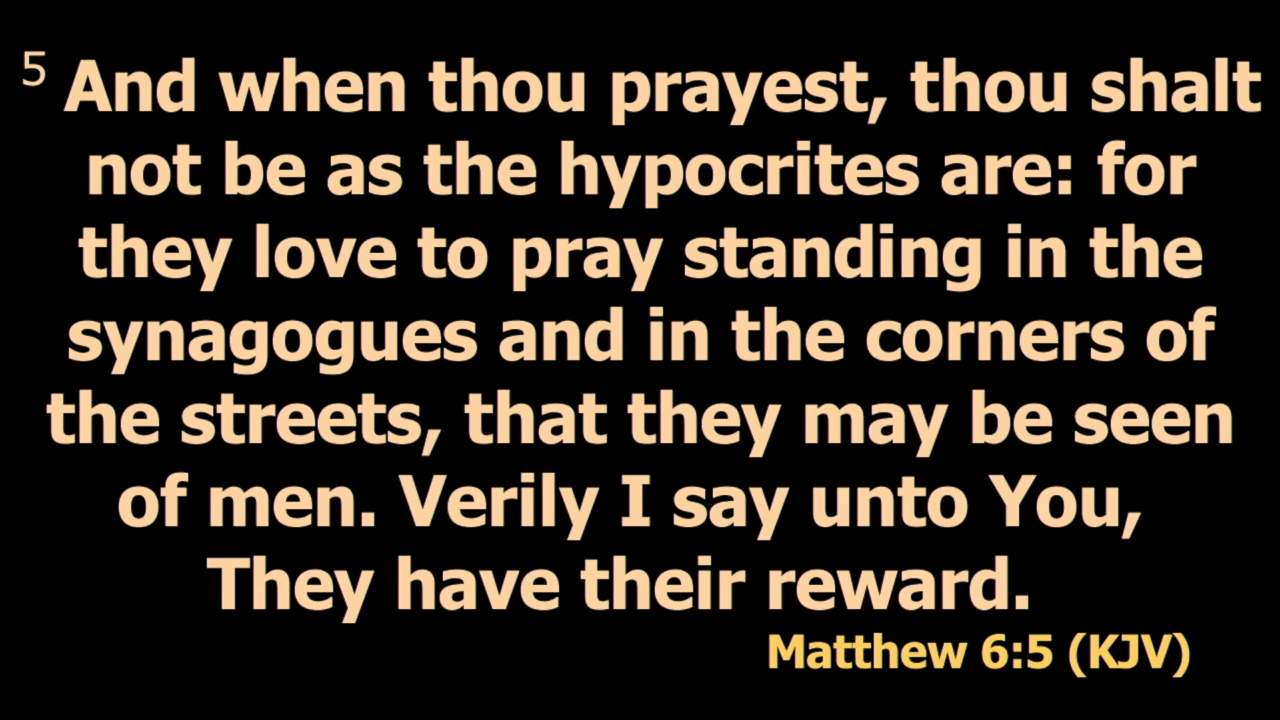 5 And when thou prayest, thou shalt
not be as the hypocrites are: for
they love to pray standing in the
synagogues and in the corners of
the streets, that they may be seen
of men. Verily I say unto You,
They have their reward.
Matthew 6:5 (KJV)